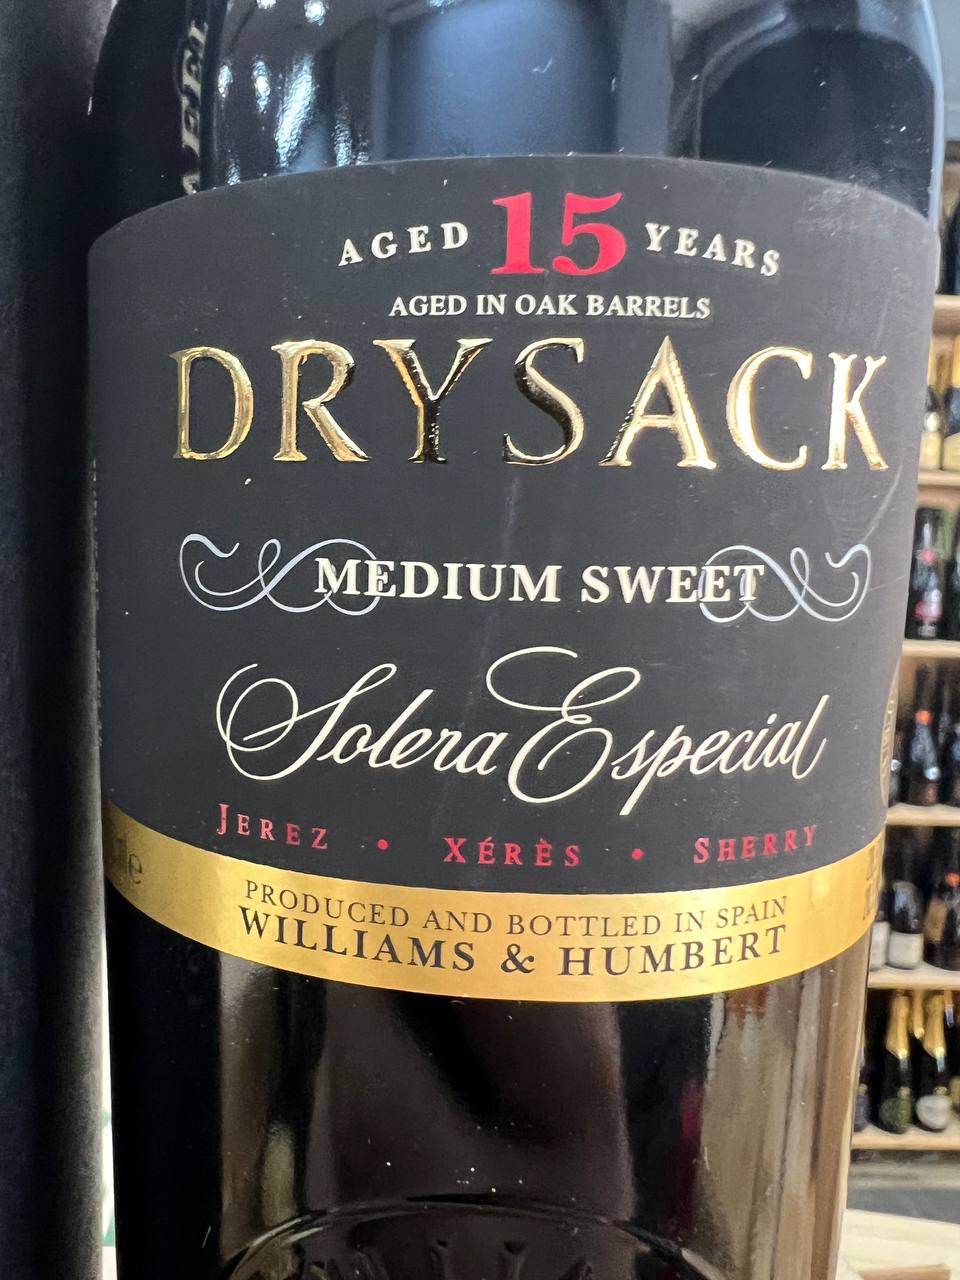 AGED 15 YEARS
AGED IN OAK BARRELS
DRY SACK
MEDIUM SWEET
Solera Especial
JEREZ • XÉRÈS • SHERRY
PRODUCED AND BOTTLED IN SPAIN
WILLIAMS & HUMBERT